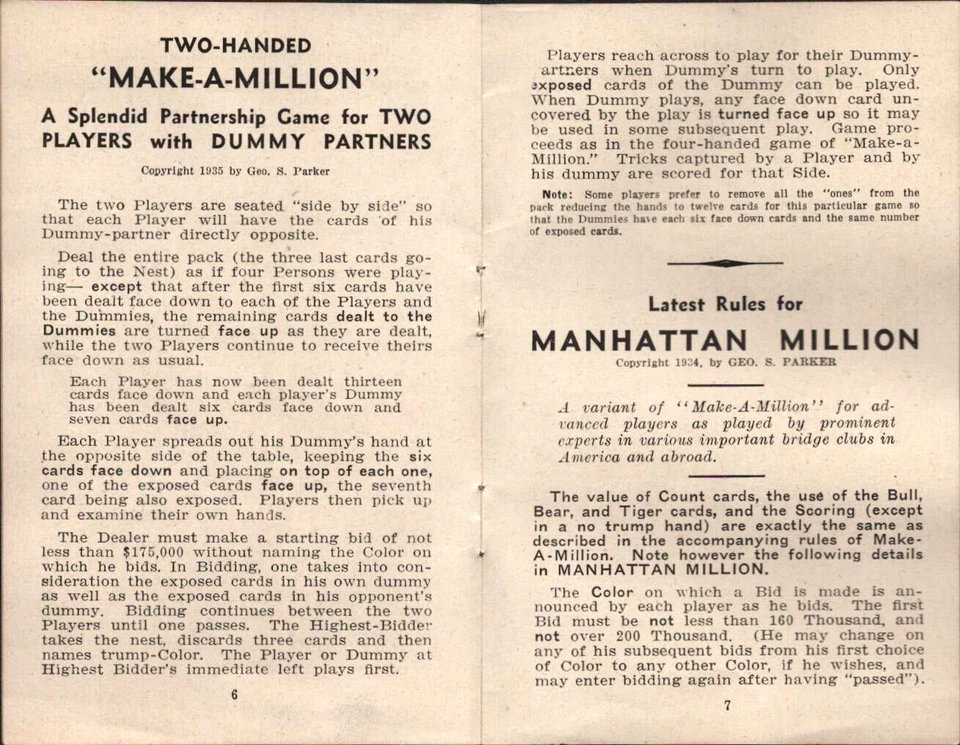 TWO-HANDED
“MAKE-A-MILLION”
A Splendid Partnership Game for TWO
PLAYERS with DUMMY PARTNERS
Copyright 1935 by Geo. S. Parker
The two Players are seated “side by side” so
that each Player will have the cards of his
Dummy-partner directly opposite.
Deal the entire pack (the three last cards go-
ing to the Nest) as if four Persons were play-
ing— except that after the first six cards have
been dealt face down to each of the Players and
the Dummies, the remaining cards dealt to the
Dummies are turned face up as they are dealt,
while the two Players continue to receive theirs
face down as usual.
Each Player has now been dealt thirteen
cards face down and each player's Dummy
has been dealt six cards face down and
seven cards face up.
Each Player spreads out his Dummy's hand at
the opposite side of the table, keeping the six
cards face down and placing on top of each one,
one of the exposed cards face up, the seventh
card being also exposed. Players then pick up
and examine their own hands.
The Dealer must make a starting bid of not
less than $175,000 without naming the Color on
which he bids. In Bidding, one takes into con-
sideration the exposed cards in his own dummy
as well as the exposed cards in his opponent's
dummy. Bidding continues between the two
Players until one passes. The Highest-Bidder
takes the nest, discards three cards and then
names trump-Color. The Player or Dummy at
Highest Bidder's immediate left plays first.
6
Players reach across to play for their Dummy-
artners when Dummy's turn to play. Only
exposed cards of the Dummy can be played.
When Dummy plays, any face down card un-
covered by the play is turned face up so it may
be used in some subsequent play. Game pro-
ceeds as in the four-handed game of “Make-a-
Million.” Tricks captured by a Player and by
his dummy are scored for that Side.
Note: Some players prefer to remove all the “ones” from the
pack reducing the hands to twelve cards for this particular game so
that the Dummies have each six face down cards and the same number
of exposed cards.
Latest Rules for
MANHATTAN MILLION
Copyright 1934, by GEO. S. PARKER
A variant of “Make-A-Million” for ad-
vanced players as played by prominent
experts in various important bridge clubs in
America and abroad.
The value of Count cards, the use of the Bull,
Bear, and Tiger cards, and the Scoring (except
in a no trump hand) are exactly the same as
described in the accompanying rules of Make-
A-Million. Note however the following details
in MANHATTAN MILLION.
The Color on which a Bid is made is an-
nounced by each player as he bids. The first
Bid must be not less than 160 Thousand, and
not over 200 Thousand. (He may change on
any of his subsequent bids from his first choice
of Color to any other Color, if he wishes, and
may enter bidding again after having “passed”).
7